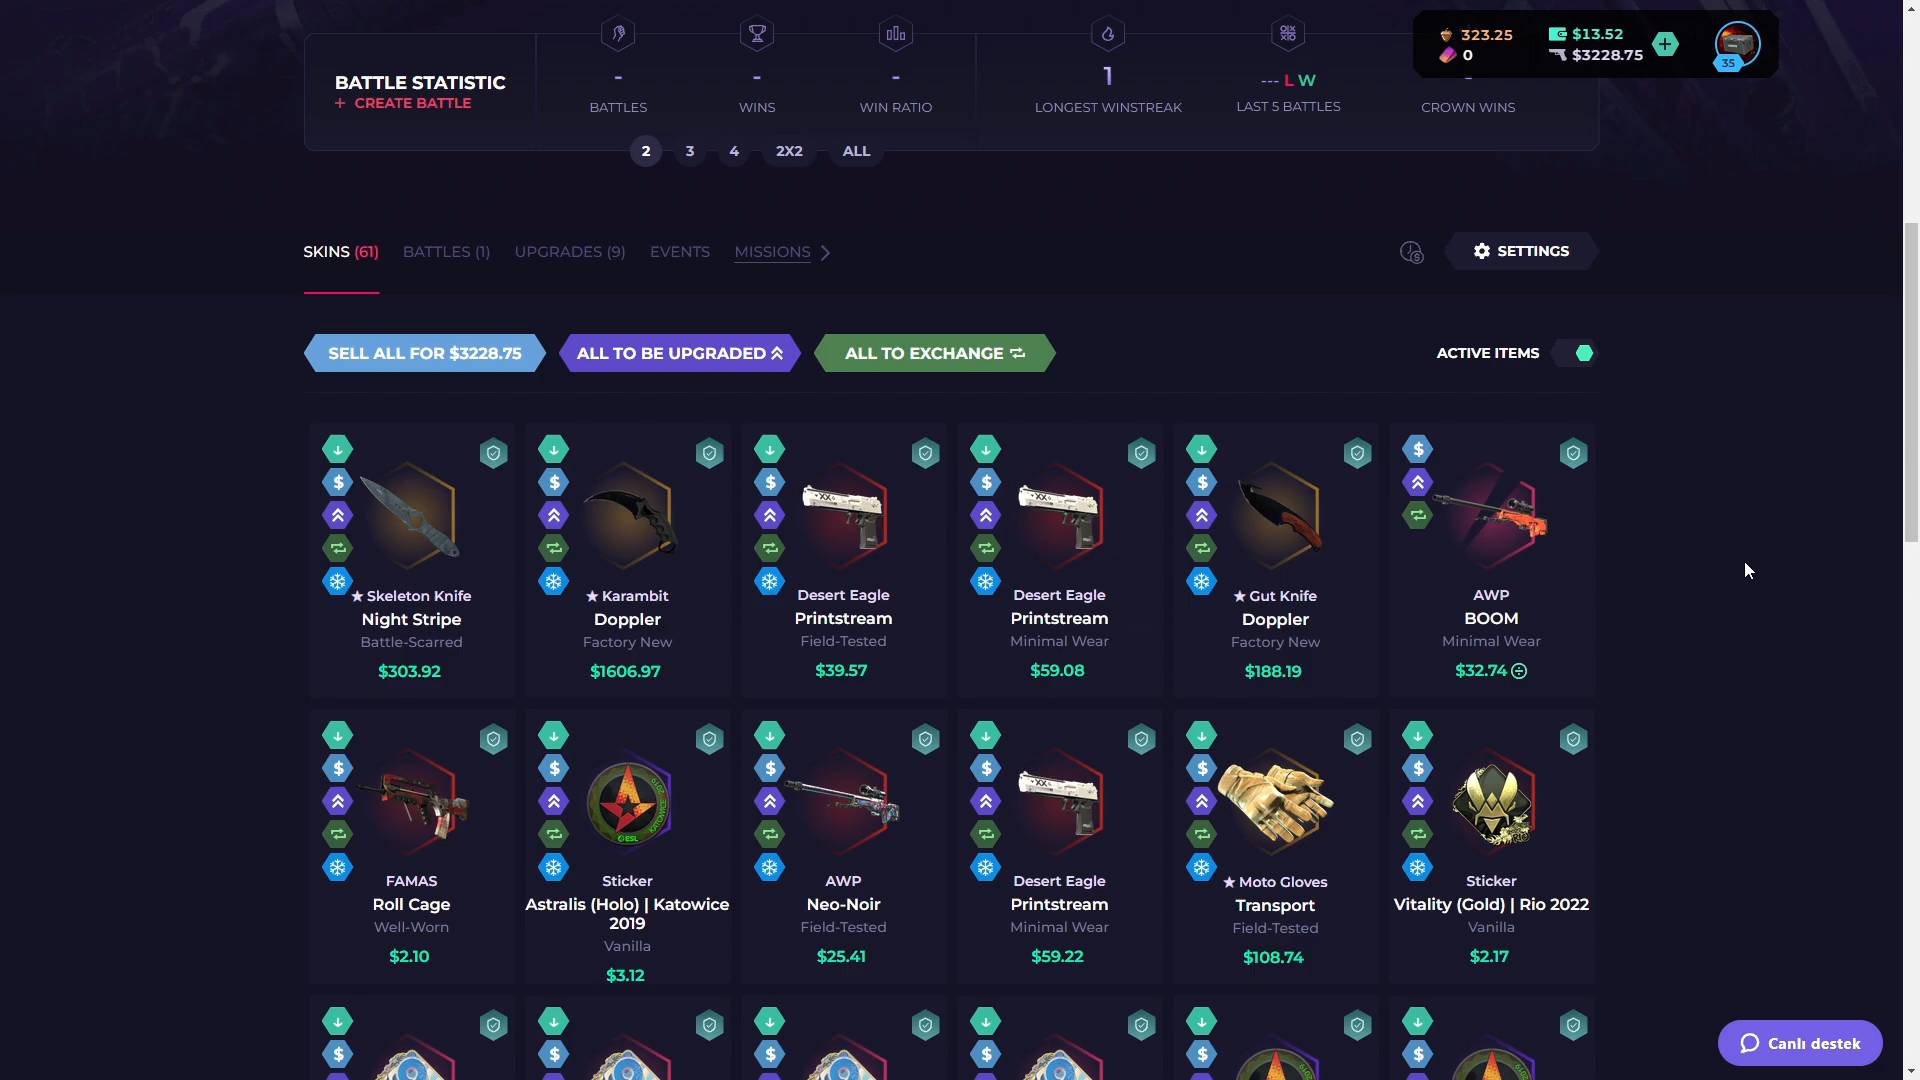 323.25
$13.52
0
$3228.75
35
BATTLE STATISTIC
+ CREATE BATTLE
-
BATTLES
-
WINS
-
WIN RATIO
1
LONGEST WINSTREAK
--- L W
LAST 5 BATTLES
-
CROWN WINS
2
3
4
2X2
ALL
SKINS (61)
BATTLES (1)
UPGRADES (9)
EVENTS
MISSIONS
SETTINGS
SELL ALL FOR $3228.75
ALL TO BE UPGRADED
ALL TO EXCHANGE
ACTIVE ITEMS
★ Skeleton Knife
Night Stripe
Battle-Scarred
$303.92
★ Karambit
Doppler
Factory New
$1606.97
Desert Eagle
Printstream
Field-Tested
$39.57
Desert Eagle
Printstream
Minimal Wear
$59.08
★ Gut Knife
Doppler
Factory New
$188.19
AWP
BOOM
Minimal Wear
$32.74
FAMAS
Roll Cage
Well-Worn
$2.10
Sticker
Astralis (Holo) | Katowice
2019
Vanilla
$3.12
AWP
Neo-Noir
Field-Tested
$25.41
Desert Eagle
Printstream
Minimal Wear
$59.22
★ Moto Gloves
Transport
Field-Tested
$108.74
Sticker
Vitality (Gold) | Rio 2022
Vanilla
$2.17
Canlı destek